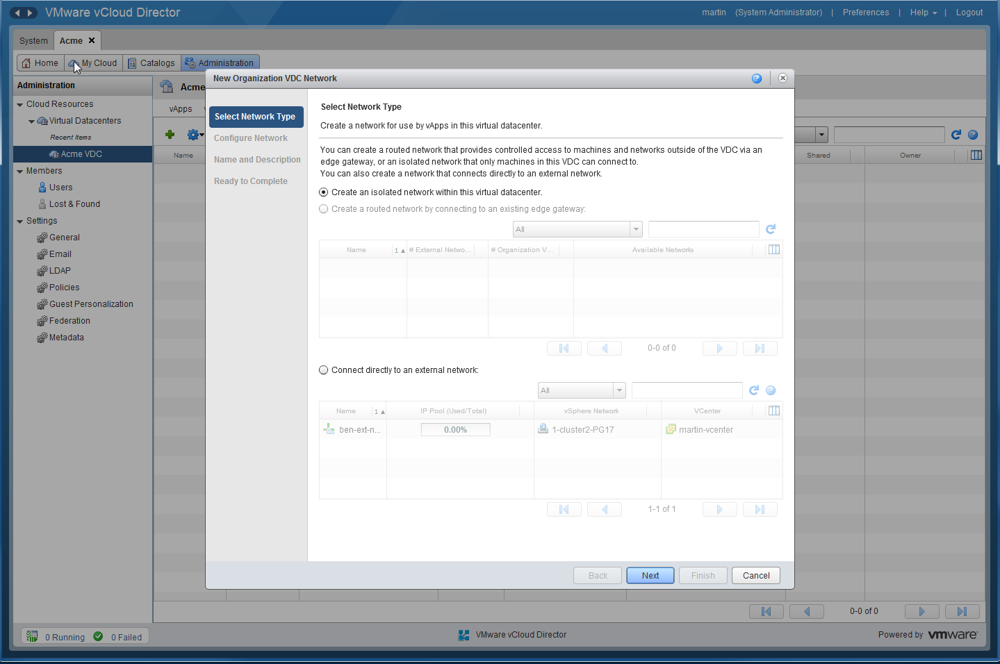 VMware vCloud Director
martin (System Administrator) | Preferences | Help | Logout
System
Acme
Home
My Cloud
Catalogs
Administration
Administration
Cloud Resources
Virtual Datacenters
Recent Items
Acme VDC
Members
Users
Lost & Found
Settings
General
Email
LDAP
Policies
Guest Personalization
Federation
Metadata
Acme
vApps
Name
Shared
Owner
New Organization VDC Network
Select Network Type
Configure Network
Name and Description
Ready to Complete
Select Network Type
Create a network for use by vApps in this virtual datacenter.
You can create a routed network that provides controlled access to machines and networks outside of the VDC via an
edge gateway, or an isolated network that only machines in this VDC can connect to.
You can also create a network that connects directly to an external network.
Create an isolated network within this virtual datacenter.
Create a routed network by connecting to an existing edge gateway:
All
Name 1 ▲ # External Netwo... # Organization V... Available Networks
0-0 of 0
Connect directly to an external network:
All
Name 1 ▲ IP Pool (Used/Total) vSphere Network VCenter
ben-ext-n... 0.00% 1-cluster2-PG17 martin-vcenter
1-1 of 1
Back
Next
Finish
Cancel
0-0 of 0
0 Running
0 Failed
VMware vCloud Director
Powered by vmware